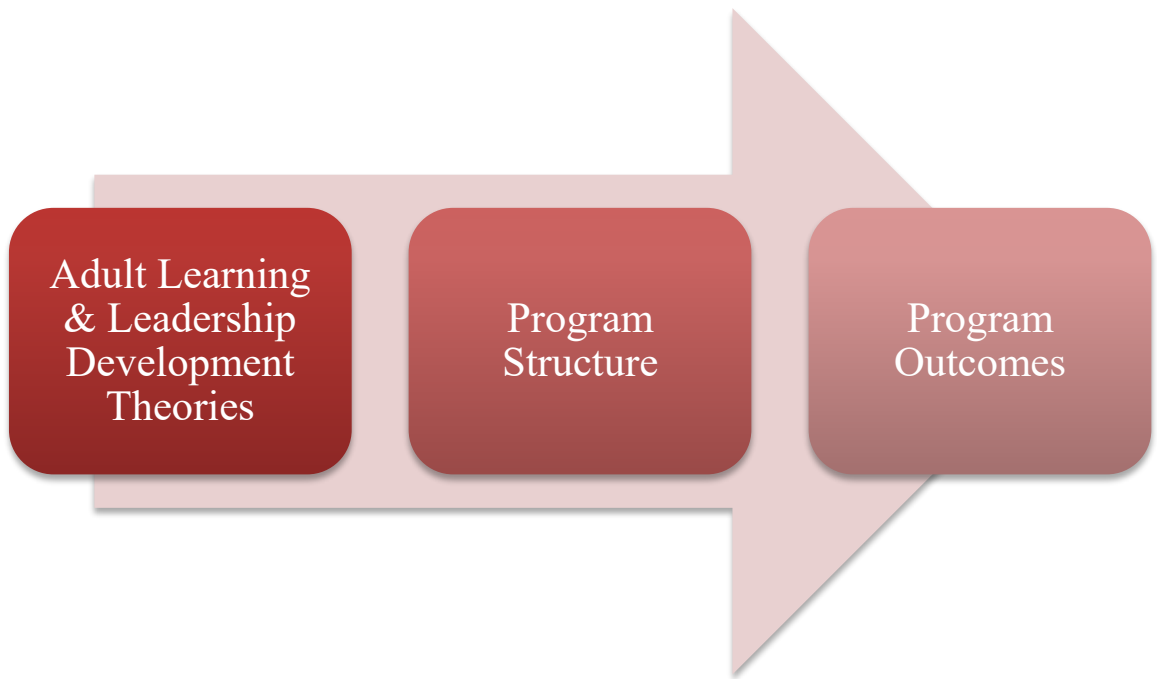 Adult Learning
& Leadership
Development
Theories
Program
Structure
Program
Outcomes